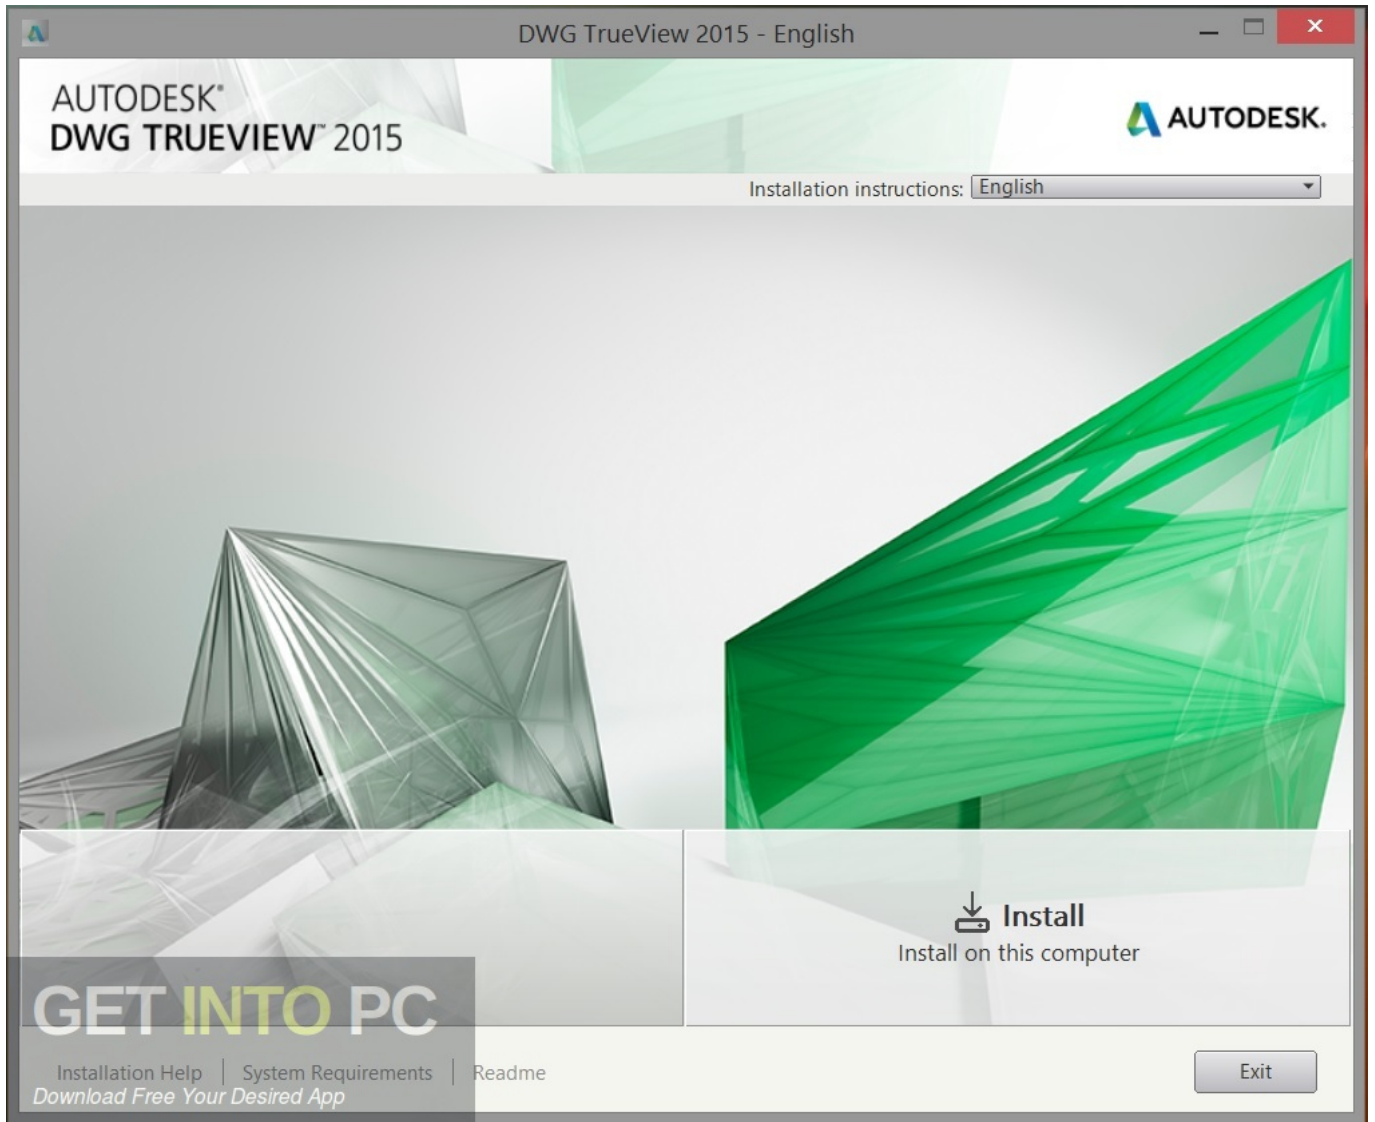 DWG TrueView 2015 - English
AUTODESK®
DWG TRUEVIEW™ 2015
AUTODESK.
Installation instructions: English
Install
Install on this computer
GET INTO PC
Installation Help | System Requirements | Readme
Exit
Download Free Your Desired App